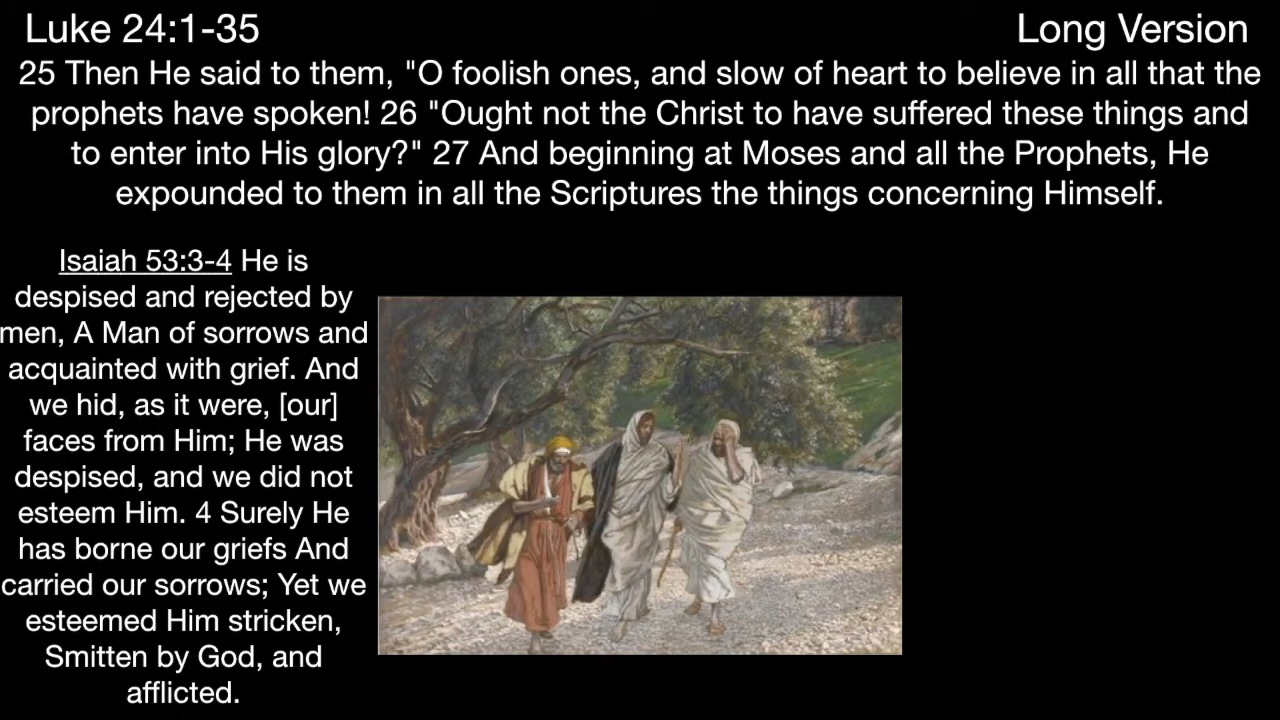 Luke 24:1-35 Long Version
25 Then He said to them, "O foolish ones, and slow of heart to believe in all that the
prophets have spoken! 26 "Ought not the Christ to have suffered these things and
to enter into His glory?" 27 And beginning at Moses and all the Prophets, He
expounded to them in all the Scriptures the things concerning Himself.
Isaiah 53:3-4 He is
despised and rejected by
men, A Man of sorrows and
acquainted with grief. And
we hid, as it were, [our]
faces from Him; He was
despised, and we did not
esteem Him. 4 Surely He
has borne our griefs And
carried our sorrows; Yet we
esteemed Him stricken,
Smitten by God, and
afflicted.